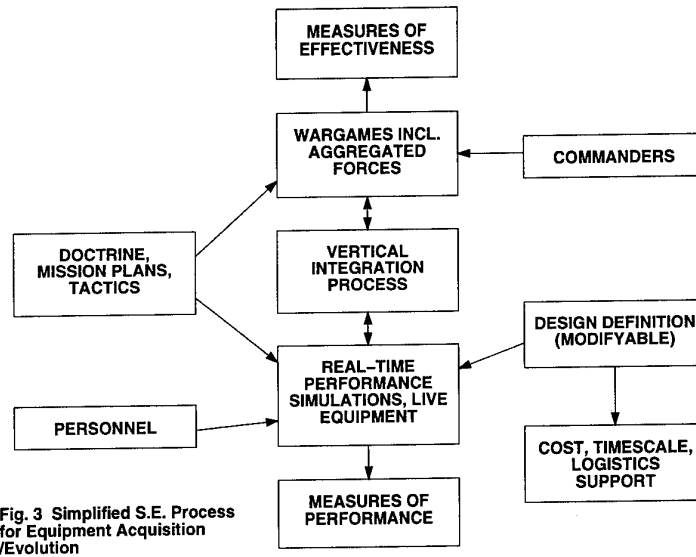 MEASURES OF
EFFECTIVENESS
WARGAMES INCL.
AGGREGATED
FORCES
COMMANDERS
DOCTRINE,
MISSION PLANS,
TACTICS
VERTICAL
INTEGRATION
PROCESS
DESIGN DEFINITION
(MODIFYABLE)
REAL-TIME
PERFORMANCE
SIMULATIONS, LIVE
EQUIPMENT
PERSONNEL
COST, TIMESCALE,
LOGISTICS
SUPPORT
MEASURES OF
PERFORMANCE
Fig. 3 Simplified S.E. Process
for Equipment Acquisition
/Evolution